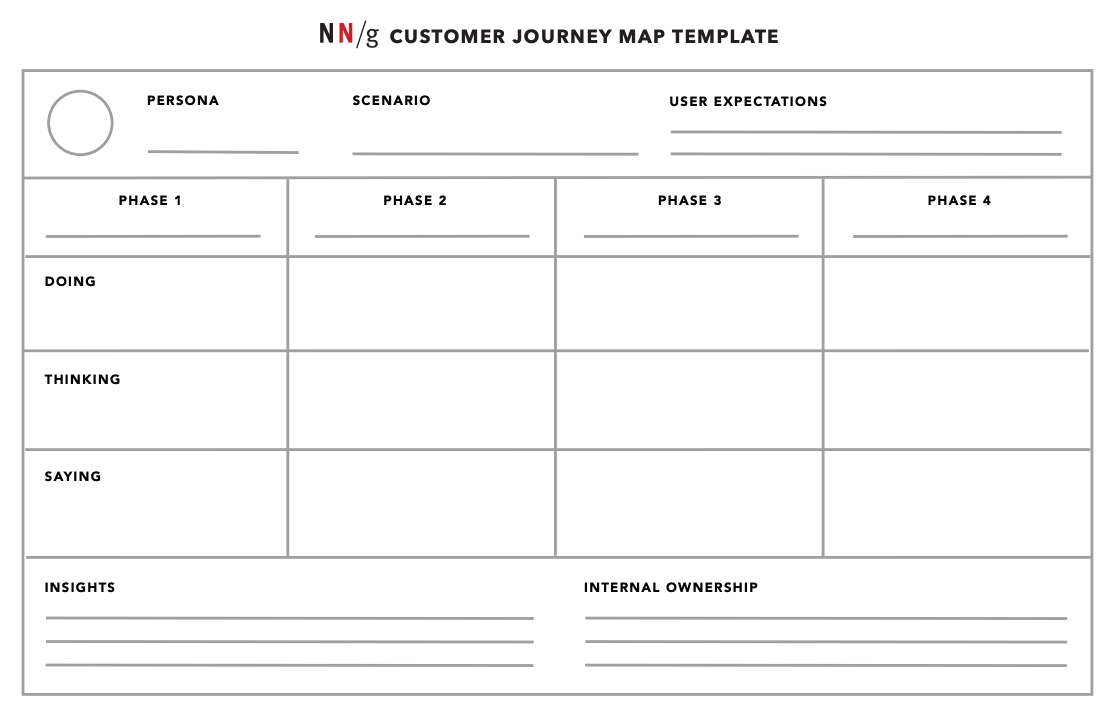 NN/g CUSTOMER JOURNEY MAP TEMPLATE
PERSONA
SCENARIO
USER EXPECTATIONS
PHASE 1
PHASE 2
PHASE 3
PHASE 4
DOING
THINKING
SAYING
INSIGHTS
INTERNAL OWNERSHIP